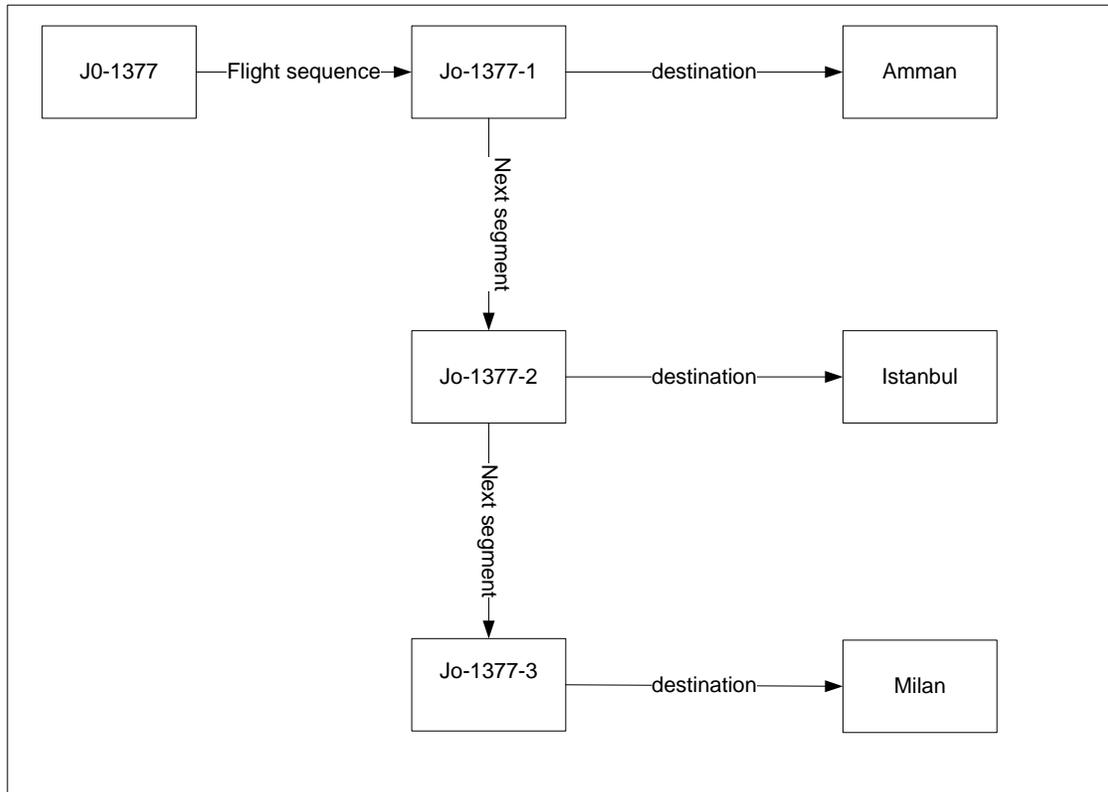 J0-1377
Flight sequence
Jo-1377-1
destination
Amman
Next segment
Jo-1377-2
destination
Istanbul
Next segment
Jo-1377-3
destination
Milan